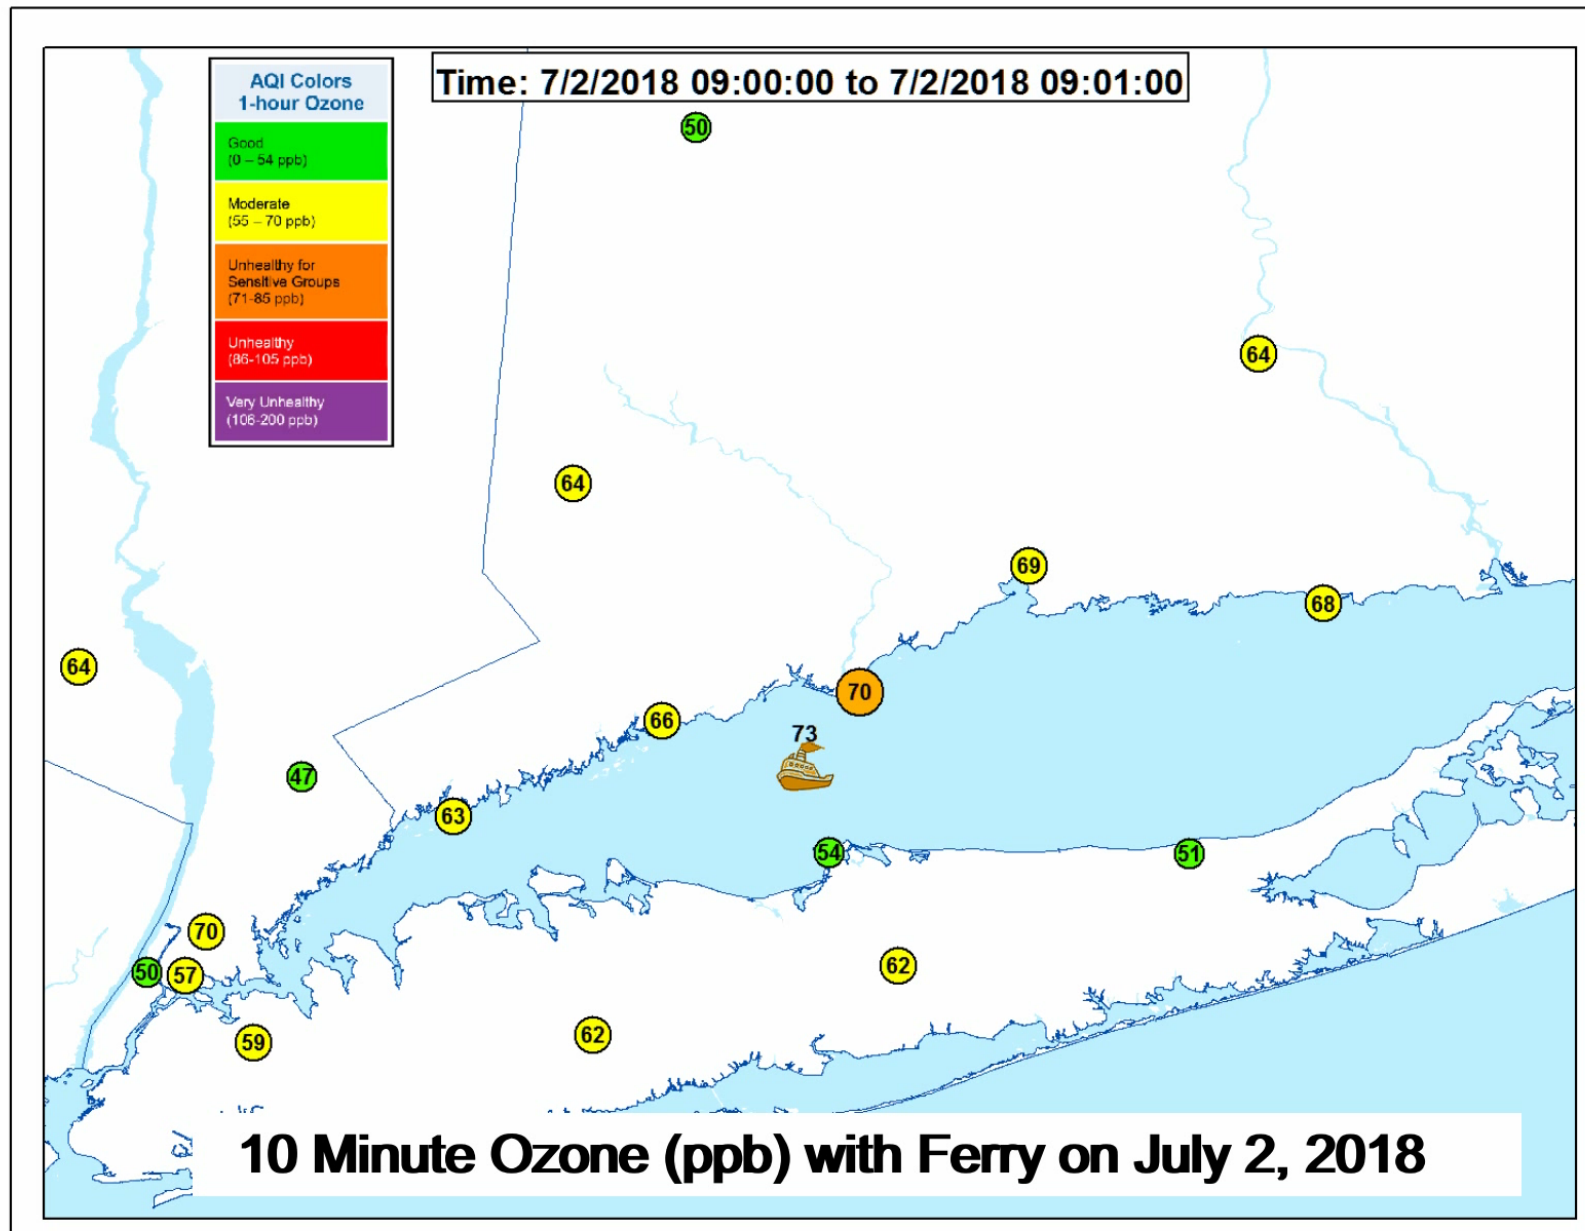 AQI Colors
1-hour Ozone
Good
(0 – 54 ppb)
Moderate
(55 – 70 ppb)
Unhealthy for
Sensitive Groups
(71-85 ppb)
Unhealthy
(86-105 ppb)
Very Unhealthy
(106-200 ppb)
Time: 7/2/2018 09:00:00 to 7/2/2018 09:01:00
50
64
64
69
68
64
70
66
73
47
63
54
51
70
62
50
57
62
59
10 Minute Ozone (ppb) with Ferry on July 2, 2018